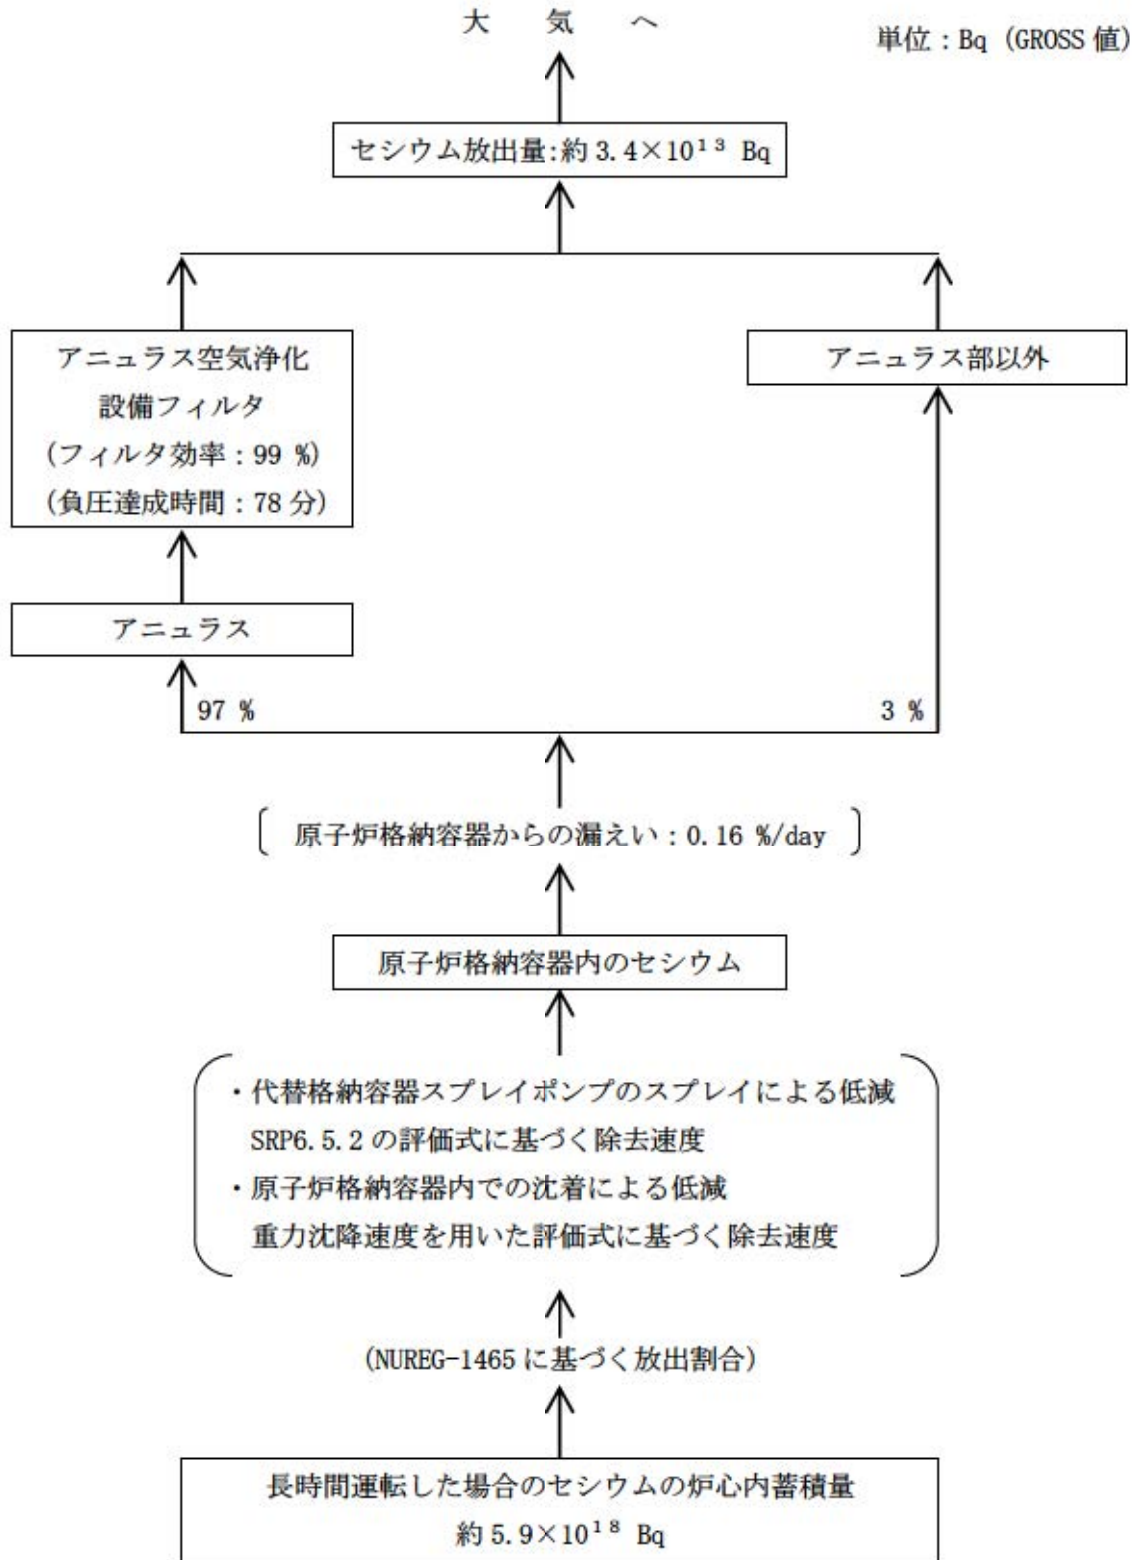 大 気 へ
単位：Bq (GROSS 値)
セシウム放出量:約 3.4×10¹³ Bq
アニュラス空気浄化
設備フィルタ
(フィルタ効率：99 %)
(負圧達成時間：78 分)
アニュラス部以外
アニュラス
97 %
3 %
原子炉格納容器からの漏えい：0.16 %/day
原子炉格納容器内のセシウム
・代替格納容器スプレイポンプのスプレイによる低減
SRP6.5.2 の評価式に基づく除去速度
・原子炉格納容器内での沈着による低減
重力沈降速度を用いた評価式に基づく除去速度
(NUREG-1465 に基づく放出割合)
長時間運転した場合のセシウムの炉心内蓄積量
約 5.9×10¹⁸ Bq